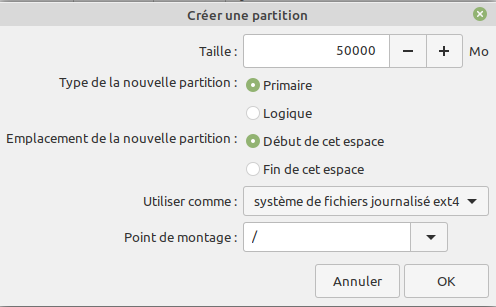 Créer une partition
Taille : 50000 Mo
Type de la nouvelle partition : Primaire
Logique
Emplacement de la nouvelle partition : Début de cet espace
Fin de cet espace
Utiliser comme : système de fichiers journalisé ext4
Point de montage : /
Annuler OK